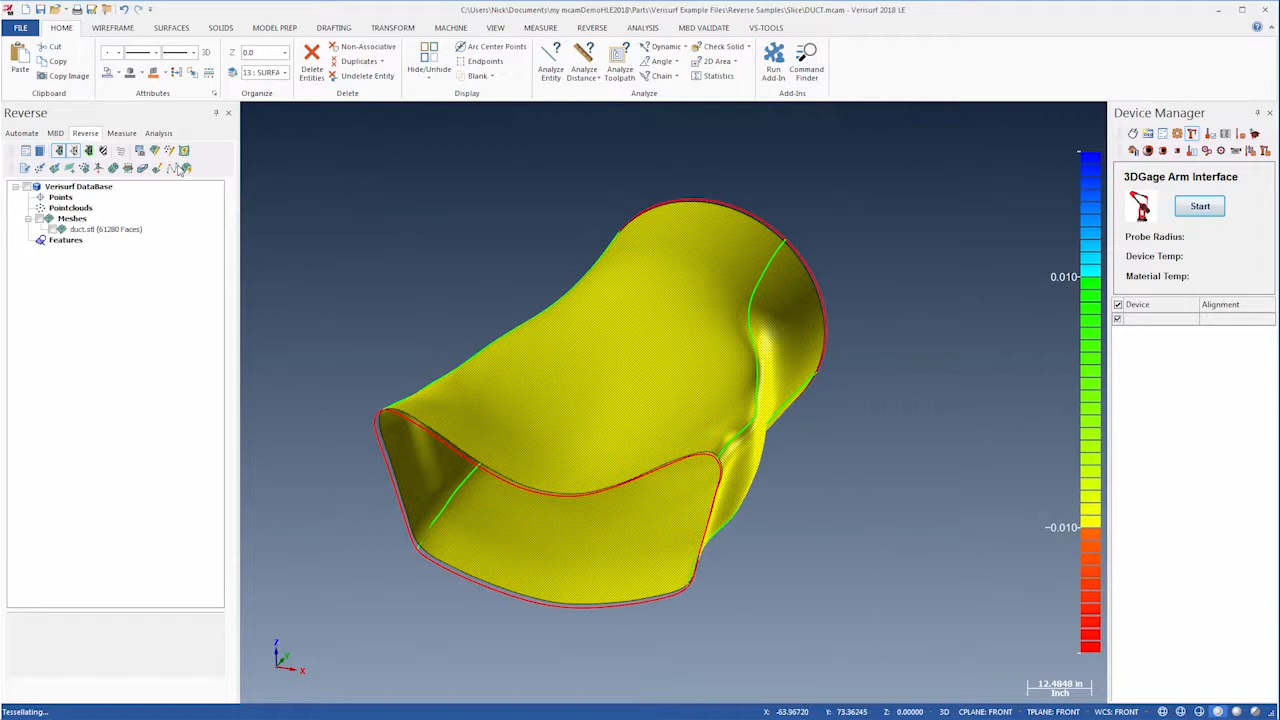 C:\Users\Nick\Documents\my mcamDemoHLE2018\Parts\Verisurf Example Files\Reverse Samples\Slice\DUCT.mcam - Verisurf 2018 LE
FILE HOME WIREFRAME SURFACES SOLIDS MODEL PREP DRAFTING TRANSFORM MACHINE VIEW MEASURE REVERSE ANALYSIS MBD VALIDATE VS-TOOLS
Paste
Cut
Copy
Copy Image
Clipboard
3D
Attributes
Z 0.0
13 : SURFA
Organize
Delete Entities
Non-Associative
Duplicates
Undelete Entity
Delete
Hide/Unhide
Arc Center Points
Endpoints
Blank
Display
Analyze Entity
Analyze Distance
Analyze Toolpath
Dynamic
Angle
Chain
Check Solid
2D Area
Statistics
Analyze
Run Add-In
Command Finder
Add-Ins
Reverse
Automate MBD Reverse Measure Analysis
Verisurf DataBase
Points
Pointclouds
Meshes
duct.stl (61280 Faces)
Features
Z
Y
X
0.010
-0.010
12.4848 in
Inch
Device Manager
3DGage Arm Interface
Start
Probe Radius:
Device Temp:
Material Temp:
Device Alignment
Tessellating...
X: -63.96720 Y: 73.36245 Z: 0.00000 3D CPLANE: FRONT TPLANE: FRONT WCS: FRONT